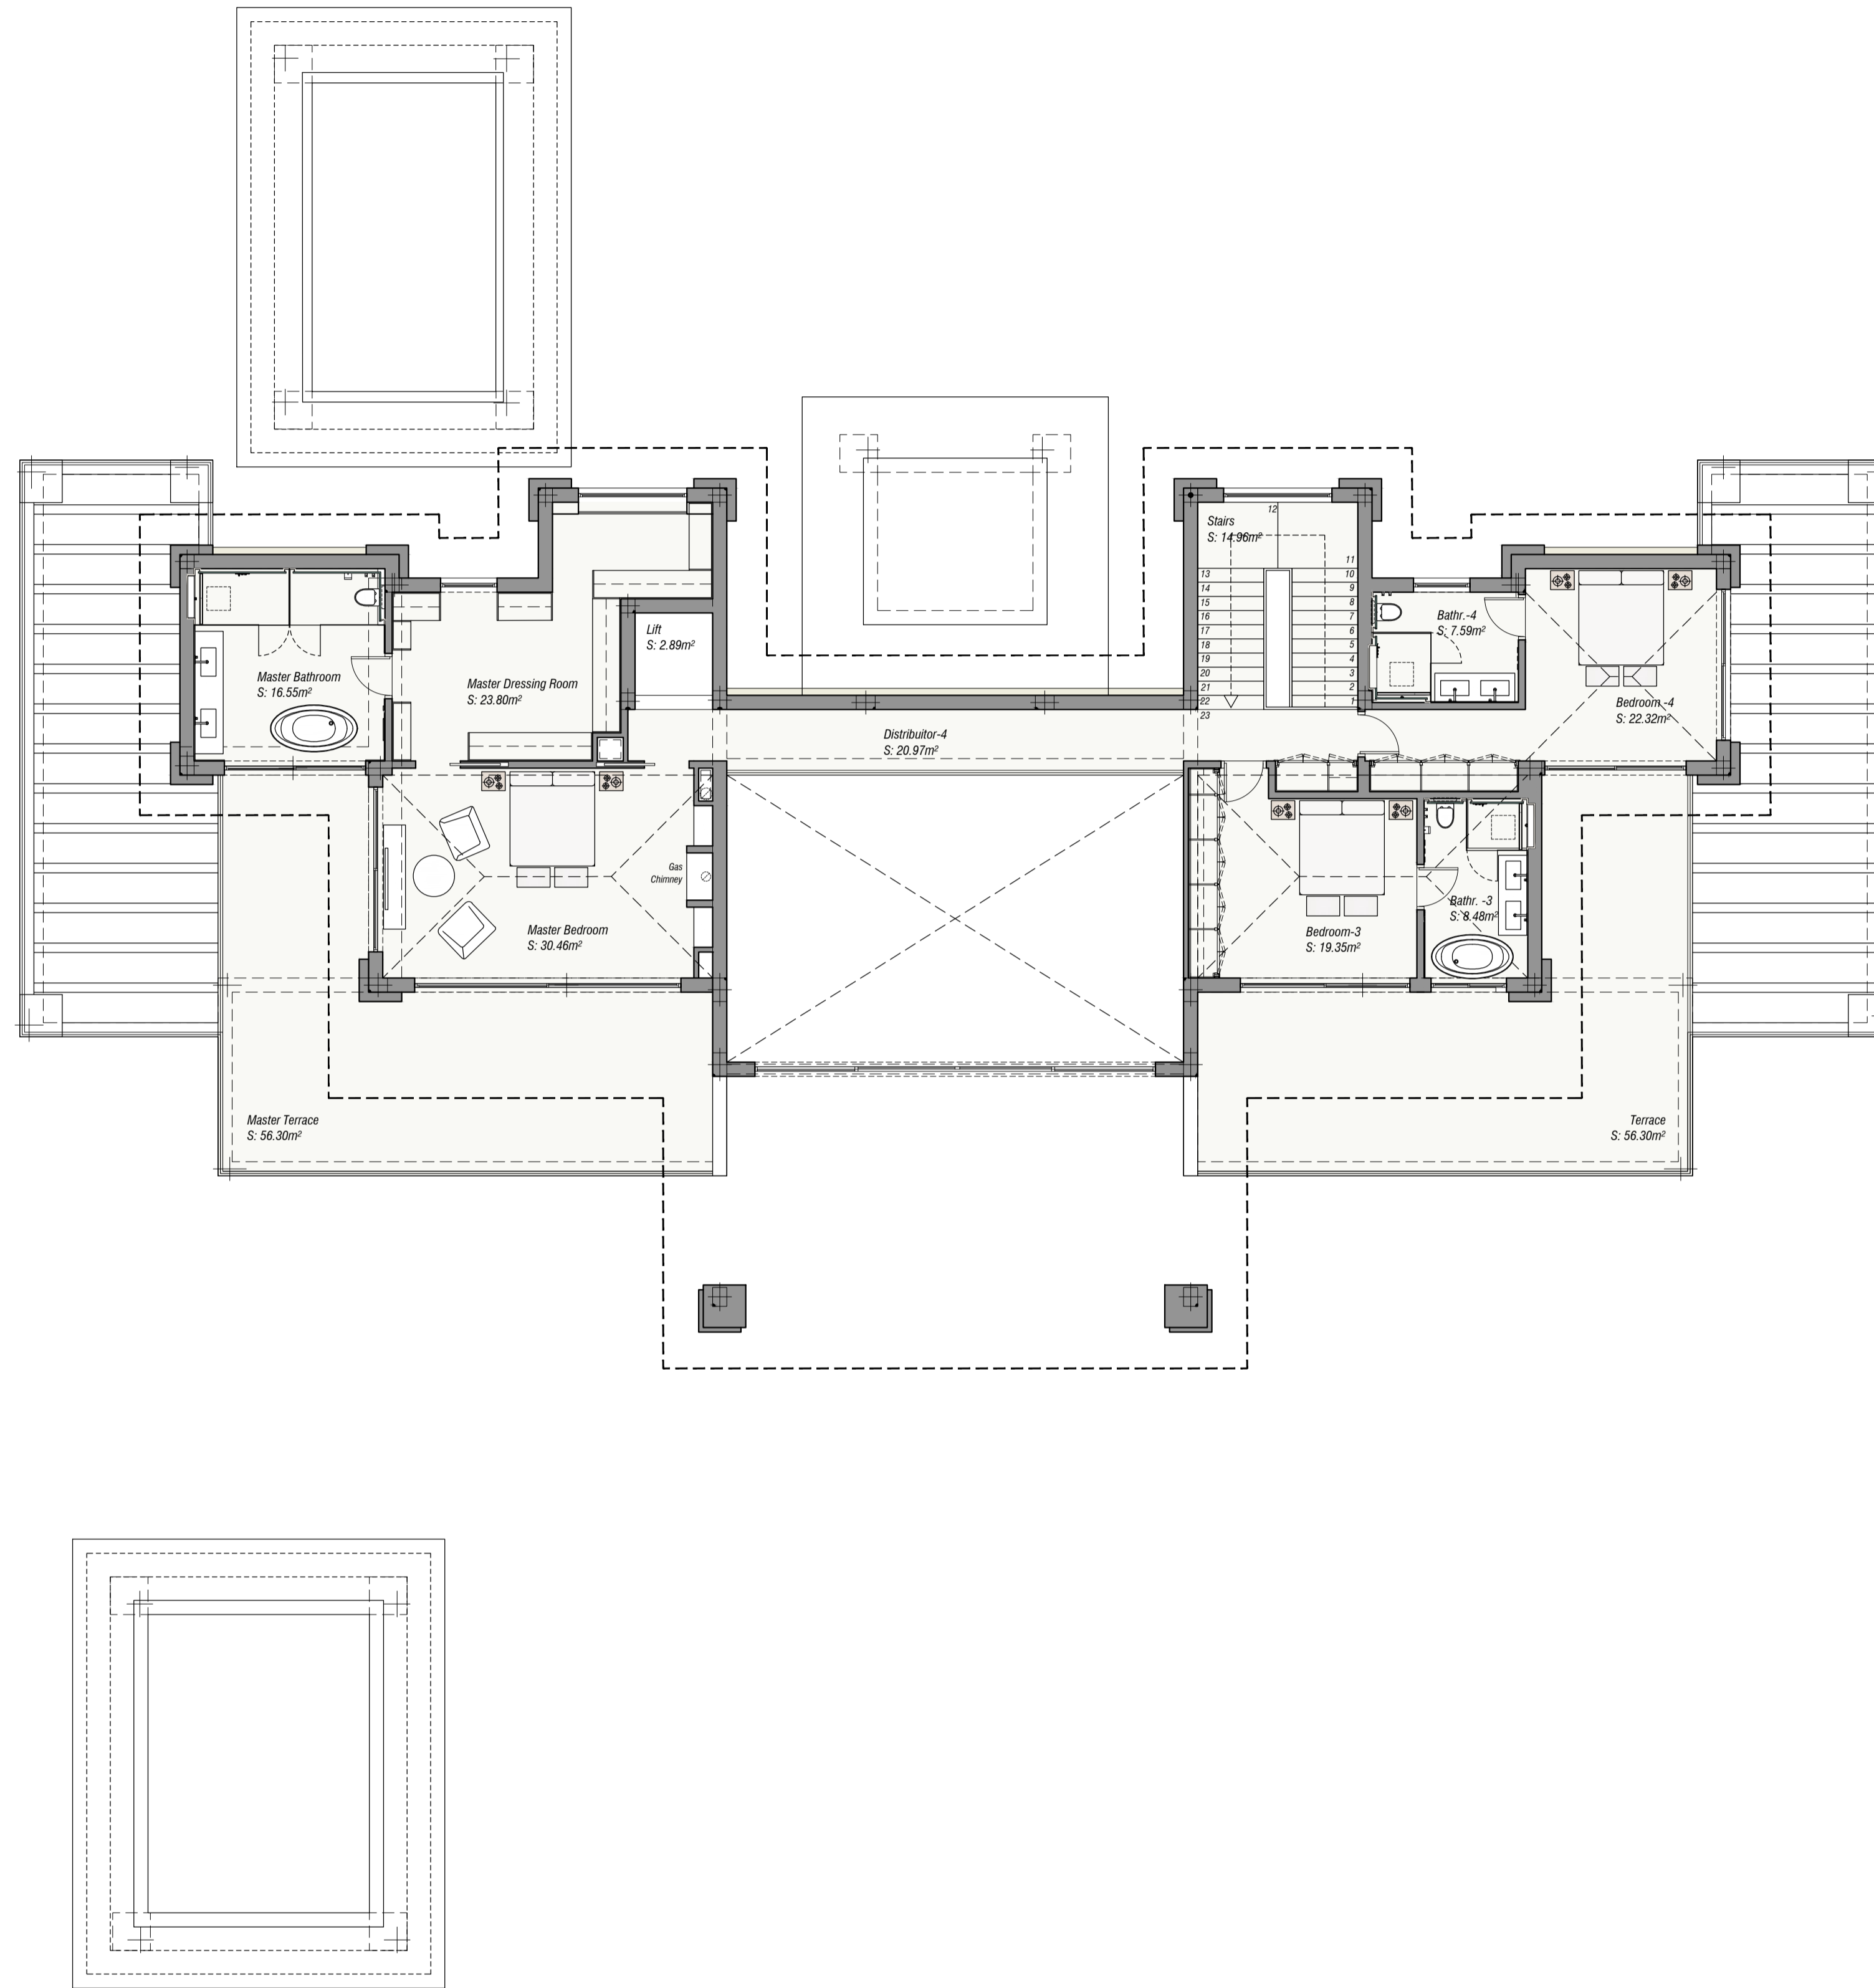 12
Stairs
S: 14.96m²
11
13
10
14
9
15
8
16
7
17
6
18
5
19
4
20
3
21
2
22
1
23
Bathr.-4
S: 7.59m²
Lift
S: 2.89m²
Master Bathroom
S: 16.55m²
Master Dressing Room
S: 23.80m²
Bedroom -4
S: 22.32m²
Distribuitor-4
S: 20.97m²
Gas
Chimney
Master Bedroom
S: 30.46m²
Bathr. -3
S: 8.48m²
Bedroom-3
S: 19.35m²
Master Terrace
S: 56.30m²
Terrace
S: 56.30m²